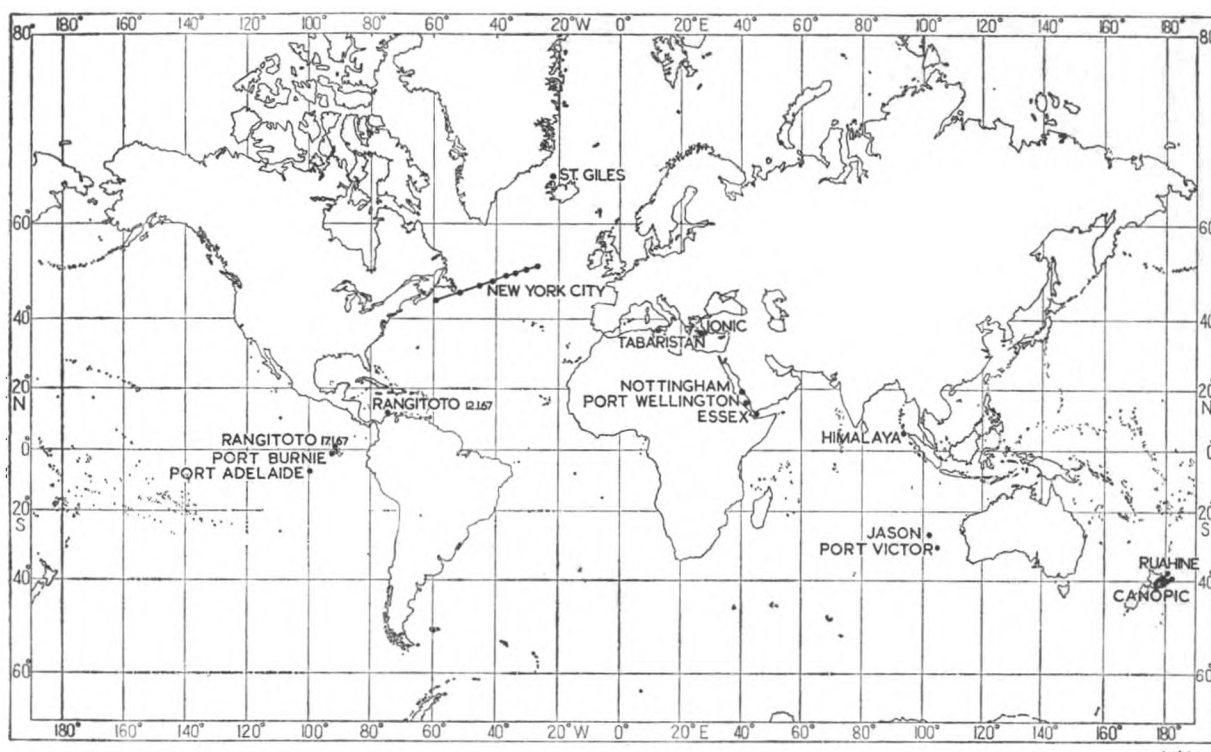 180° 160° 140° 120° 100° 80° 60° 40° 20° W 0° E 20° 40° 60° 80° 100° 120° 140° 160° 180°
80° 80°
ST. GILES
60° 60°
NEW YORK CITY
40° 40°
IONIC
TABARISTAN
20° 20°
N N
NOTTINGHAM
PORT WELLINGTON
RANGITOTO 12.1.67
ESSEX
HIMALAYA
RANGITOTO 17.1.67
0° 0°
PORT BURNIE
PORT ADELAIDE
20° 20°
S S
JASON
PORT VICTOR
RUAHINE
40° 40°
CANOPIC
60° 60°
180° 160° 140° 120° 100° 80° 60° 40° 20° W 0° E 20° 40° 60° 80° 100° 120° 140° 160° 180°